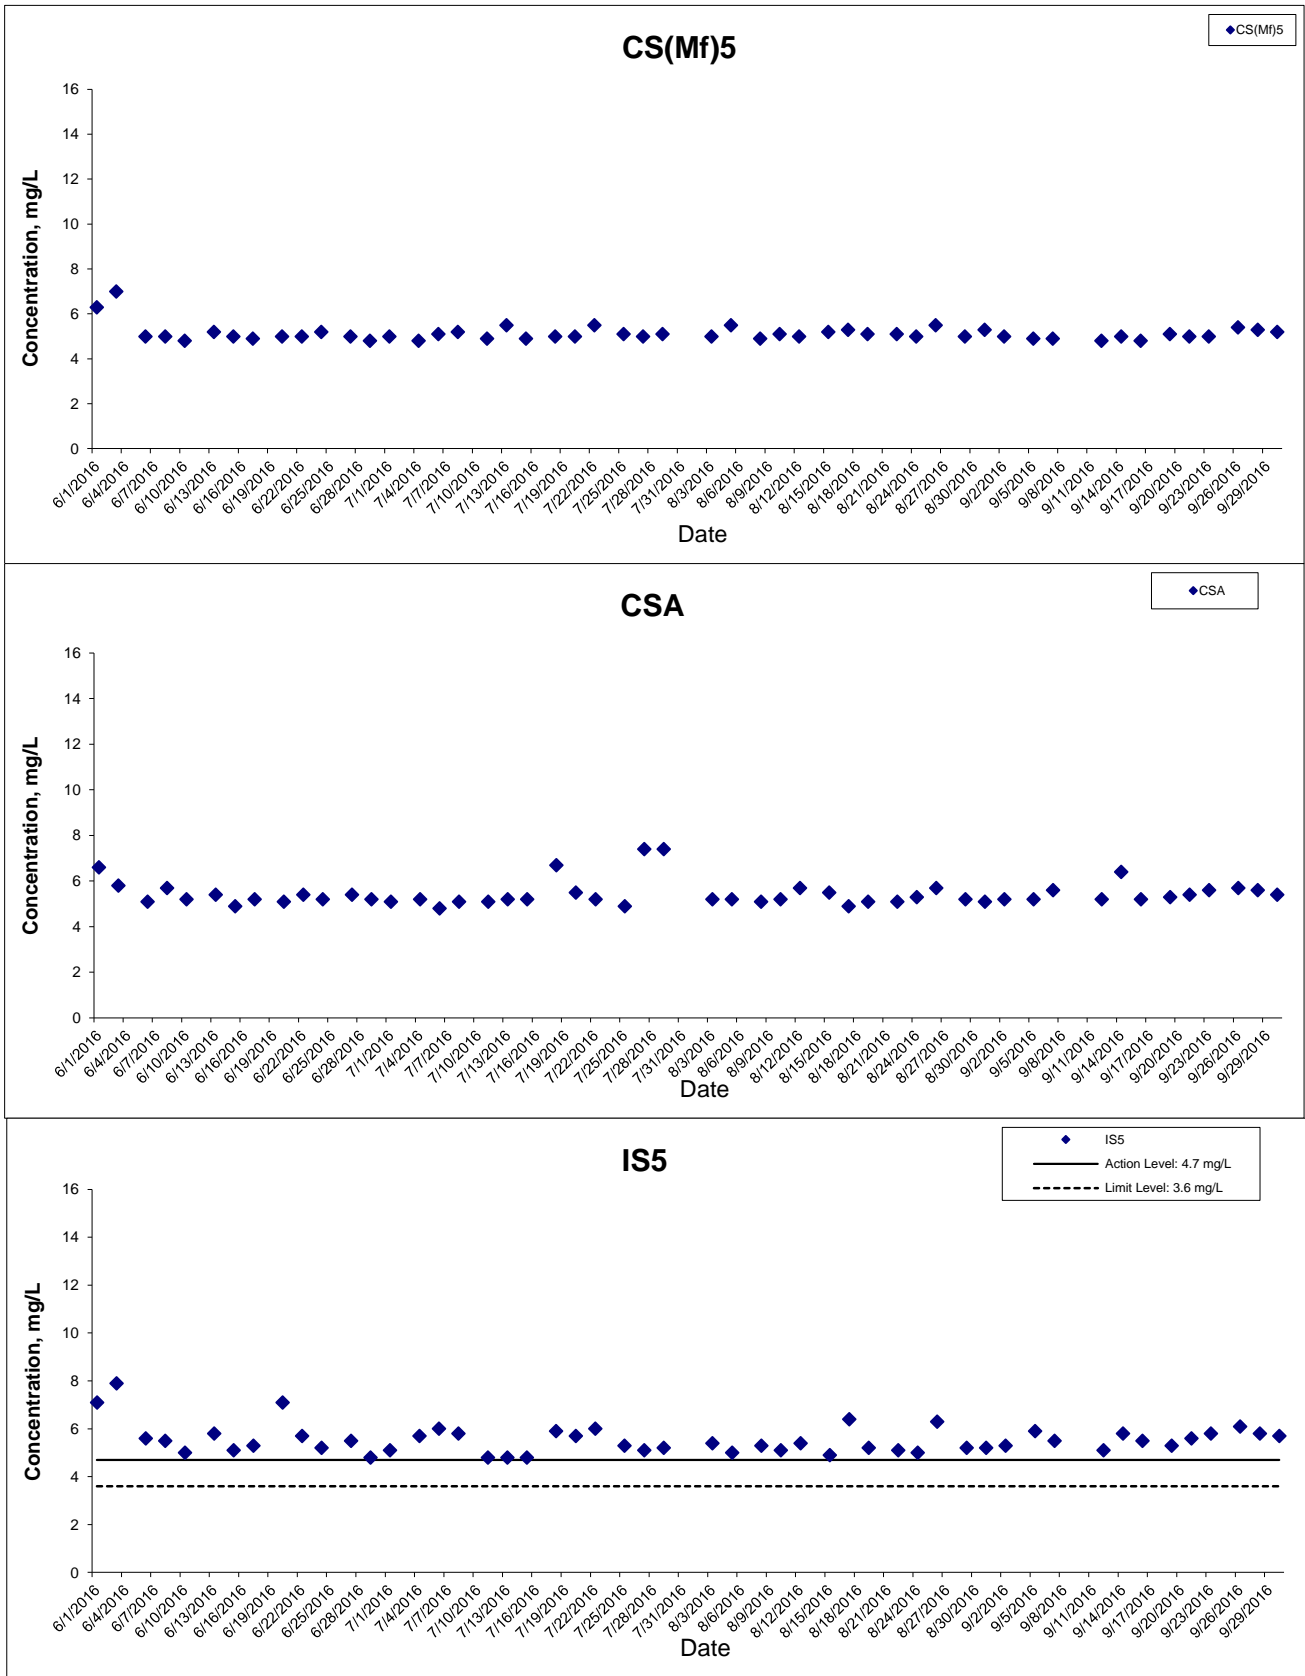 CS(Mf)5
CS(Mf)5
16
14
12
10
8
6
4
2
0
Concentration, mg/L
6/1/2016 6/4/2016 6/7/2016 6/10/2016 6/13/2016 6/16/2016 6/19/2016 6/22/2016 6/25/2016 6/28/2016 7/1/2016 7/4/2016 7/7/2016 7/10/2016 7/13/2016 7/16/2016 7/19/2016 7/22/2016 7/25/2016 7/28/2016 7/31/2016 8/3/2016 8/6/2016 8/9/2016 8/12/2016 8/15/2016 8/18/2016 8/21/2016 8/24/2016 8/27/2016 8/30/2016 9/2/2016 9/5/2016 9/8/2016 9/11/2016 9/14/2016 9/17/2016 9/20/2016 9/23/2016 9/26/2016 9/29/2016
Date
CSA
CSA
16
14
12
10
8
6
4
2
0
Concentration, mg/L
6/1/2016 6/4/2016 6/7/2016 6/10/2016 6/13/2016 6/16/2016 6/19/2016 6/22/2016 6/25/2016 6/28/2016 7/1/2016 7/4/2016 7/7/2016 7/10/2016 7/13/2016 7/16/2016 7/19/2016 7/22/2016 7/25/2016 7/28/2016 7/31/2016 8/3/2016 8/6/2016 8/9/2016 8/12/2016 8/15/2016 8/18/2016 8/21/2016 8/24/2016 8/27/2016 8/30/2016 9/2/2016 9/5/2016 9/8/2016 9/11/2016 9/14/2016 9/17/2016 9/20/2016 9/23/2016 9/26/2016 9/29/2016
Date
IS5
IS5
Action Level: 4.7 mg/L
Limit Level: 3.6 mg/L
16
14
12
10
8
6
4
2
0
Concentration, mg/L
6/1/2016 6/4/2016 6/7/2016 6/10/2016 6/13/2016 6/16/2016 6/19/2016 6/22/2016 6/25/2016 6/28/2016 7/1/2016 7/4/2016 7/7/2016 7/10/2016 7/13/2016 7/16/2016 7/19/2016 7/22/2016 7/25/2016 7/28/2016 7/31/2016 8/3/2016 8/6/2016 8/9/2016 8/12/2016 8/15/2016 8/18/2016 8/21/2016 8/24/2016 8/27/2016 8/30/2016 9/2/2016 9/5/2016 9/8/2016 9/11/2016 9/14/2016 9/17/2016 9/20/2016 9/23/2016 9/26/2016 9/29/2016
Date